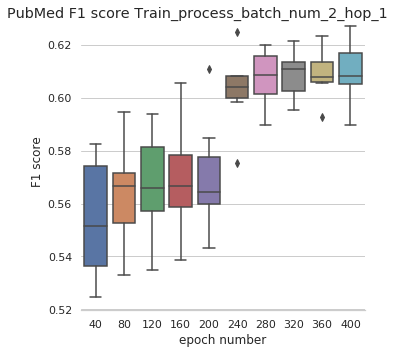 PubMed F1 score Train_process_batch_num_2_hop_1
0.62
0.60
0.58
0.56
0.54
0.52
F1 score
40 80 120 160 200 240 280 320 360 400
epoch number